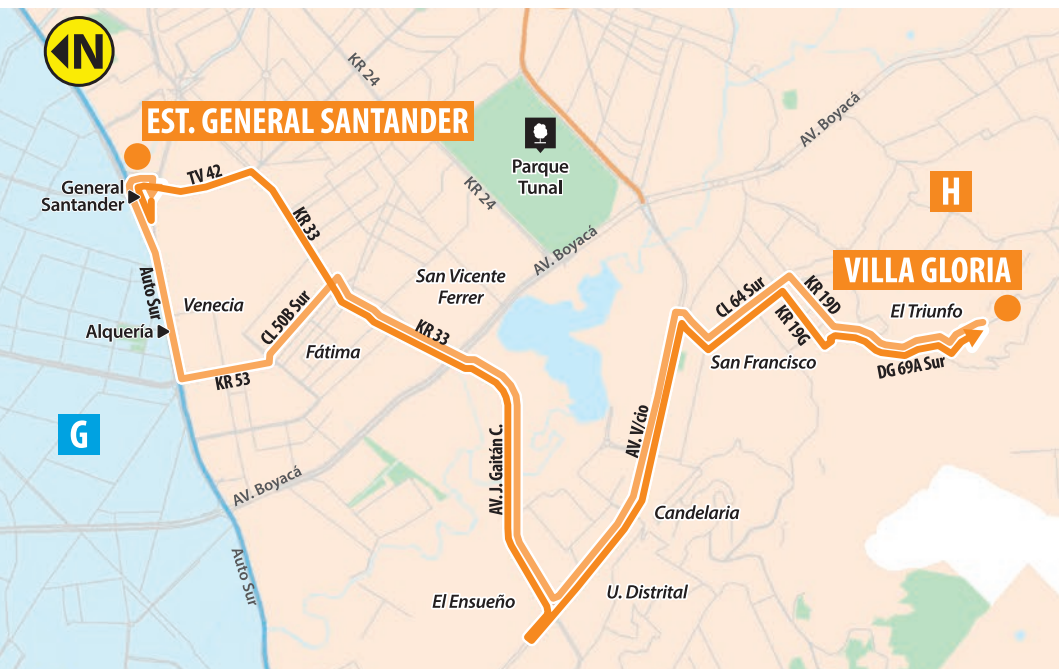 N
EST. GENERAL SANTANDER
KR 24
AV. Boyacá
Parque
Tunal
TV 42
General
Santander
KR 24
H
KR 33
AV. Boyacá
VILLA GLORIA
San Vicente
Ferrer
Auto Sur
Venecia
CL 50B Sur
CL 64 Sur
KR 19D
El Triunfo
Alquería
KR 33
KR 19G
Fátima
San Francisco
DG 69A Sur
KR 53
G
AV. V/cio
AV. J. Gaitán C.
AV. Boyacá
Candelaria
Auto Sur
El Ensueño
U. Distrital